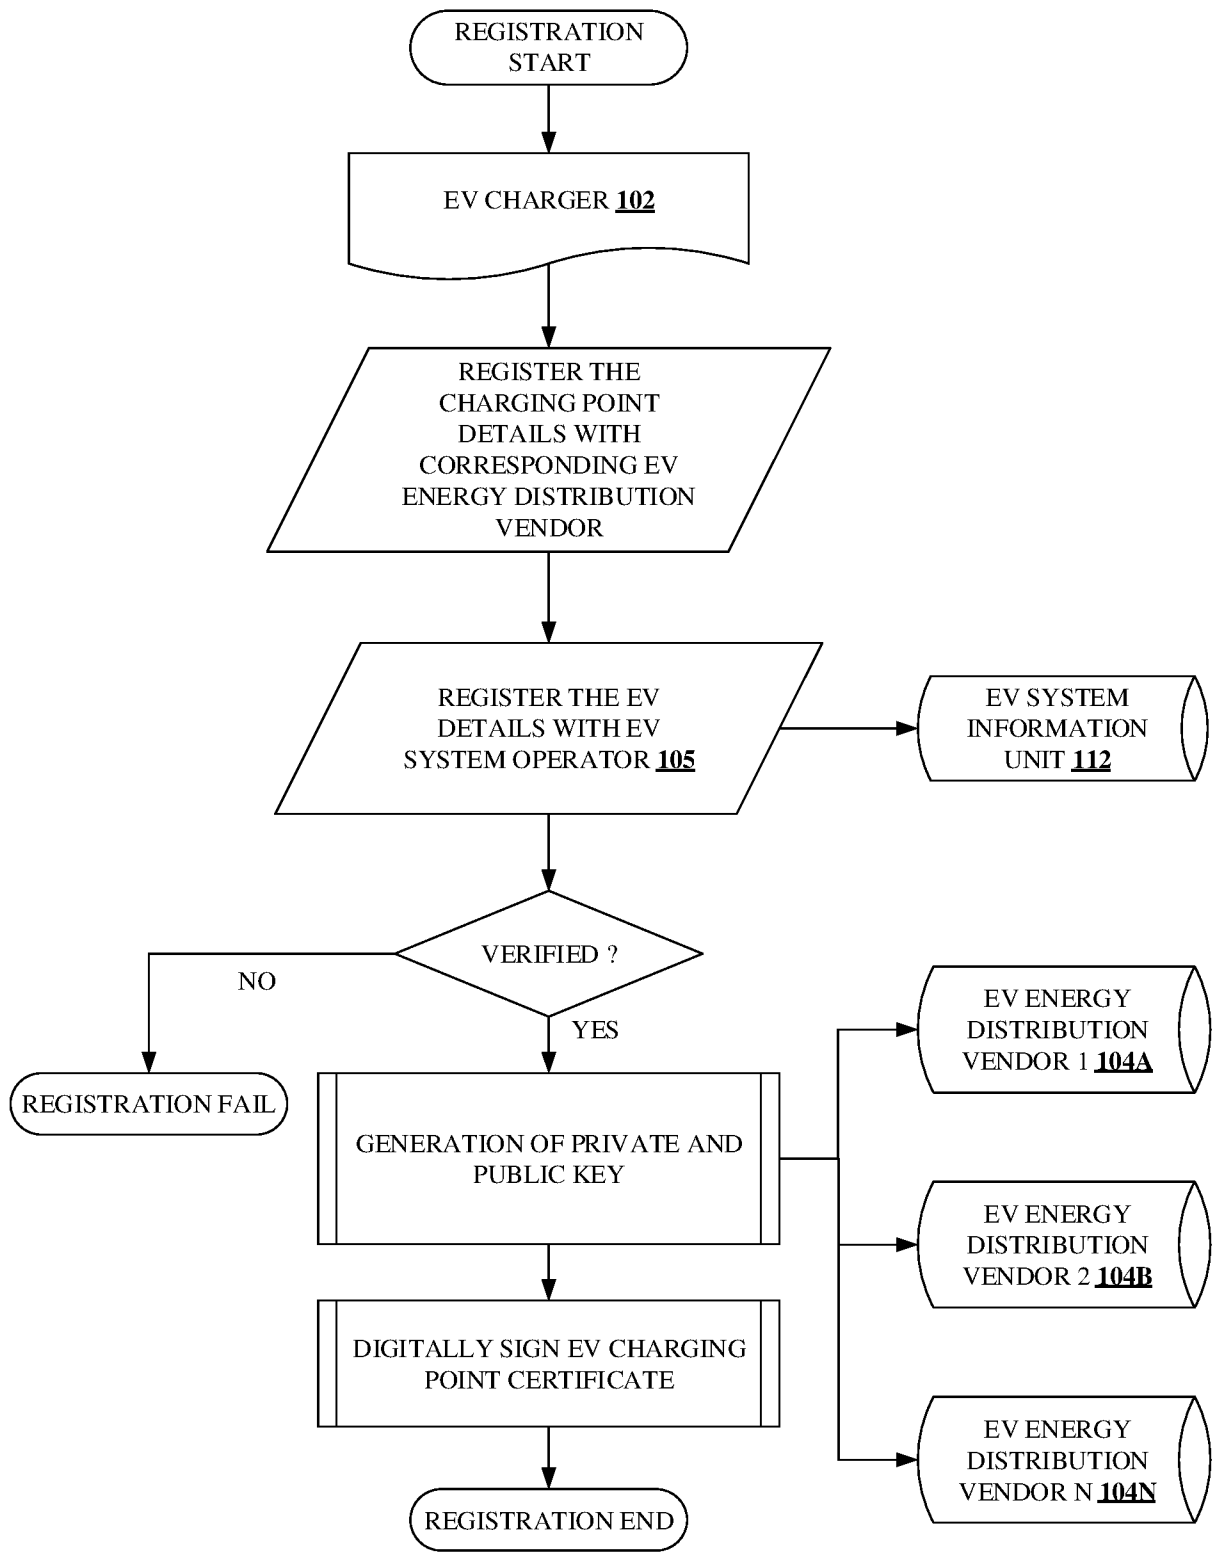 REGISTRATION
START
EV CHARGER 102
REGISTER THE
CHARGING POINT
DETAILS WITH
CORRESPONDING EV
ENERGY DISTRIBUTION
VENDOR
REGISTER THE EV
DETAILS WITH EV
SYSTEM OPERATOR 105
EV SYSTEM
INFORMATION
UNIT 112
VERIFIED ?
NO
YES
REGISTRATION FAIL
GENERATION OF PRIVATE AND
PUBLIC KEY
EV ENERGY
DISTRIBUTION
VENDOR 1 104A
EV ENERGY
DISTRIBUTION
VENDOR 2 104B
DIGITALLY SIGN EV CHARGING
POINT CERTIFICATE
EV ENERGY
DISTRIBUTION
VENDOR N 104N
REGISTRATION END